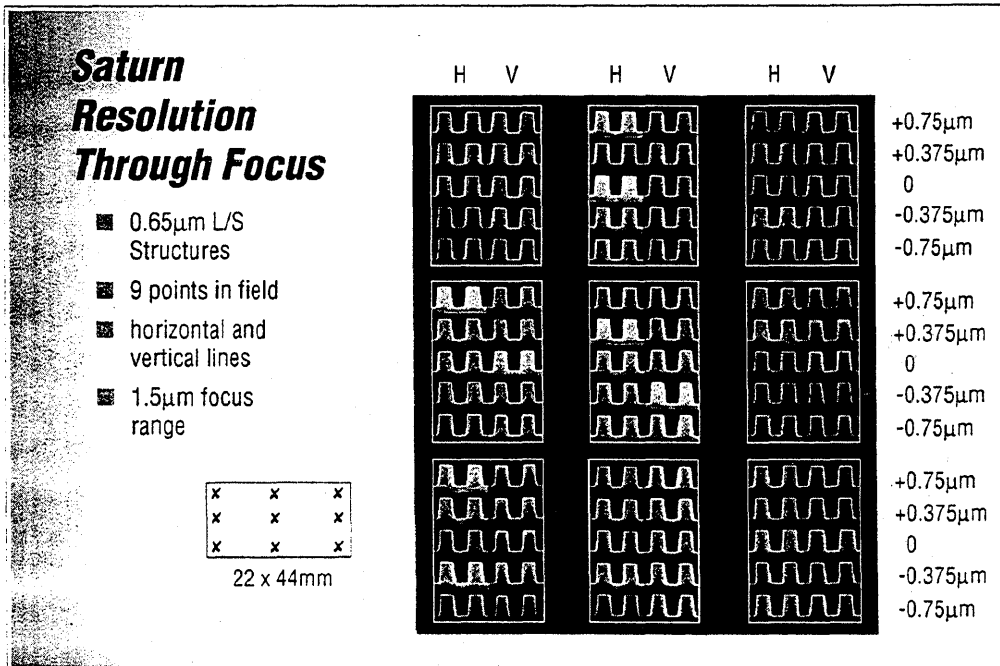 Saturn
Resolution
Through Focus
0.65µm L/S
Structures
9 points in field
horizontal and
vertical lines
1.5µm focus
range
x x x
x x x
x x x
22 x 44mm
H V H V H V
+0.75µm
+0.375µm
0
-0.375µm
-0.75µm
+0.75µm
+0.375µm
0
-0.375µm
-0.75µm
+0.75µm
+0.375µm
0
-0.375µm
-0.75µm